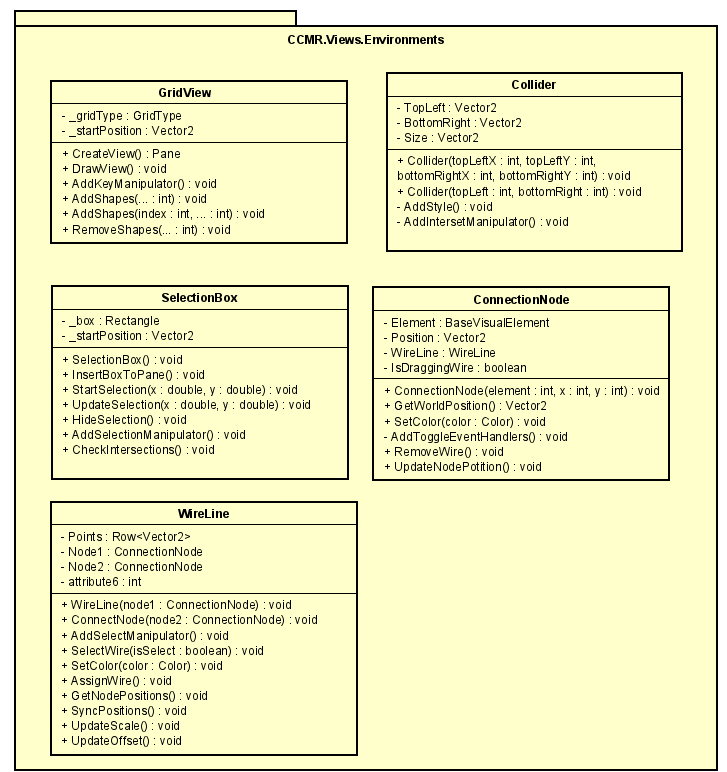 CCMR.Views.Environments
GridView
- _gridType : GridType
- _startPosition : Vector2
+ CreateView() : Pane
+ DrawView() : void
+ AddKeyManipulator() : void
+ AddShapes(... : int) : void
+ AddShapes(index : int, ... : int) : void
+ RemoveShapes(... : int) : void
Collider
- TopLeft : Vector2
- BottomRight : Vector2
- Size : Vector2
+ Collider(topLeftX : int, topLeftY : int,
bottomRightX : int, bottomRightY : int) : void
+ Collider(topLeft : int, bottomRight : int) : void
- AddStyle() : void
- AddIntersetManipulator() : void
SelectionBox
- _box : Rectangle
- _startPosition : Vector2
+ SelectionBox() : void
+ InsertBoxToPane() : void
+ StartSelection(x : double, y : double) : void
+ UpdateSelection(x : double, y : double) : void
+ HideSelection() : void
+ AddSelectionManipulator() : void
+ CheckIntersections() : void
ConnectionNode
- Element : BaseVisualElement
- Position : Vector2
- WireLine : WireLine
- IsDraggingWire : boolean
+ ConnectionNode(element : int, x : int, y : int) : void
+ GetWorldPosition() : Vector2
+ SetColor(color : Color) : void
- AddToggleEventHandlers() : void
+ RemoveWire() : void
+ UpdateNodePotition() : void
WireLine
- Points : Row<Vector2>
- Node1 : ConnectionNode
- Node2 : ConnectionNode
- attribute6 : int
+ WireLine(node1 : ConnectionNode) : void
+ ConnectNode(node2 : ConnectionNode) : void
+ AddSelectManipulator() : void
+ SelectWire(isSelect : boolean) : void
+ SetColor(color : Color) : void
+ AssignWire() : void
+ GetNodePositions() : void
+ SyncPositions() : void
+ UpdateScale() : void
+ UpdateOffset() : void